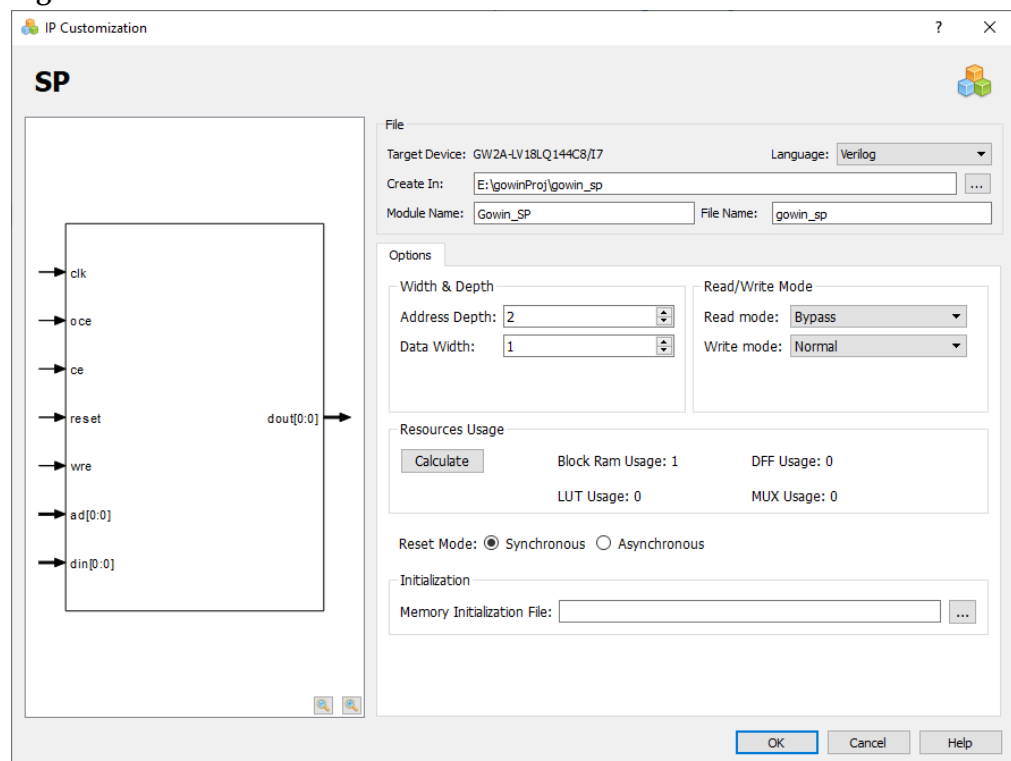 IP Customization
?
SP
clk
oce
ce
reset
wre
ad[0:0]
din[0:0]
dout[0:0]
File
Target Device: GW2A-LV18LQ144C8/I7
Language: Verilog
Create In: E:\gowinProj\gowin_sp ...
Module Name: Gowin_SP File Name: gowin_sp
Options
Width & Depth
Address Depth: 2
Data Width: 1
Read/Write Mode
Read mode: Bypass
Write mode: Normal
Resources Usage
Calculate Block Ram Usage: 1 DFF Usage: 0
LUT Usage: 0 MUX Usage: 0
Reset Mode: Synchronous Asynchronous
Initialization
Memory Initialization File: ...
OK Cancel Help